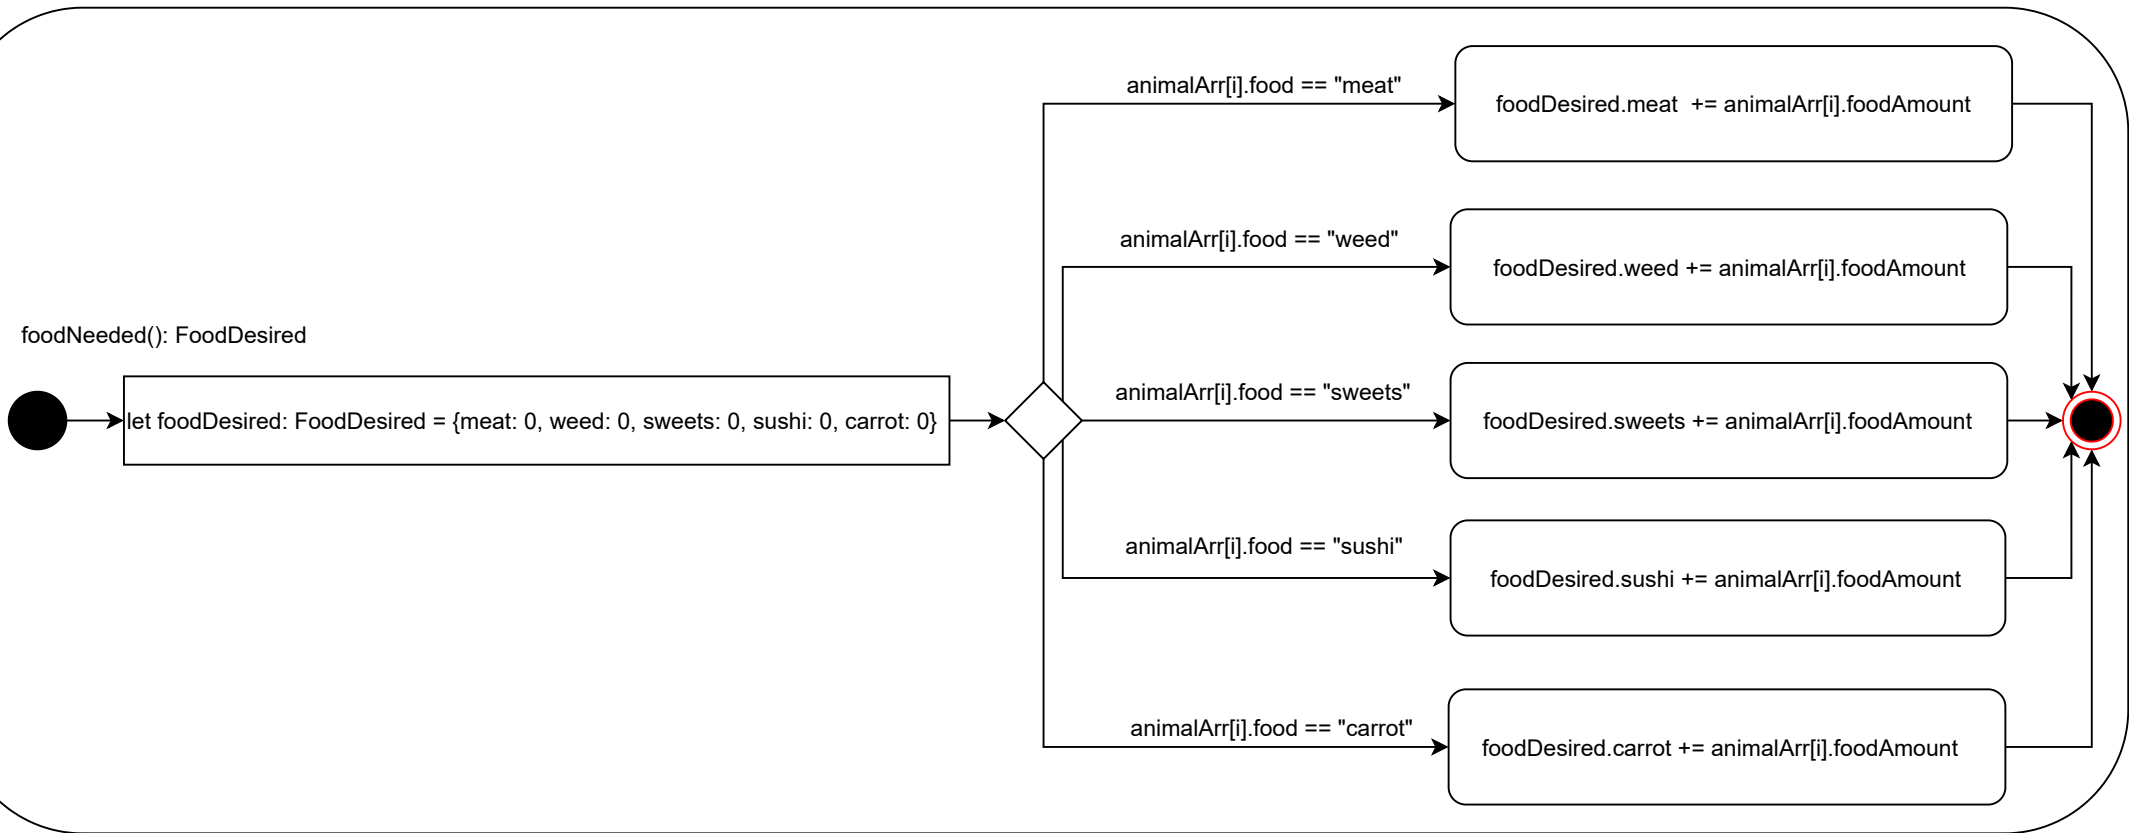 animalArr[i].food == "meat"
foodDesired.meat  += animalArr[i].foodAmount
animalArr[i].food == "weed"
foodDesired.weed += animalArr[i].foodAmount
foodNeeded(): FoodDesired
let foodDesired: FoodDesired = {meat: 0, weed: 0, sweets: 0, sushi: 0, carrot: 0}
animalArr[i].food == "sweets"
foodDesired.sweets += animalArr[i].foodAmount
animalArr[i].food == "sushi"
foodDesired.sushi += animalArr[i].foodAmount
animalArr[i].food == "carrot"
foodDesired.carrot += animalArr[i].foodAmount